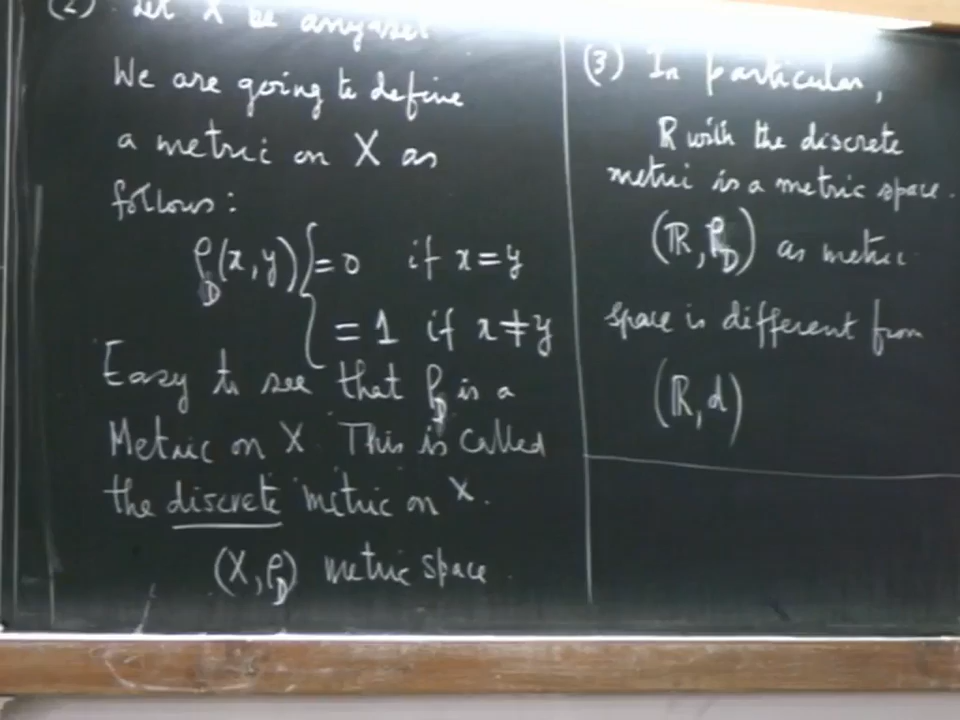 (2) Let X be any set
We are going to define
a metric on X as
follows:
ρ_D(x,y) { = 0 if x = y
= 1 if x ≠ y
Easy to see that ρ_D is a
Metric on X. This is called
the discrete metric on X.
(X, ρ_D) metric space.
(3) In particular,
ℝ with the discrete
metric is a metric space.
(ℝ, ρ_D) as metric
space is different from
(ℝ, d)